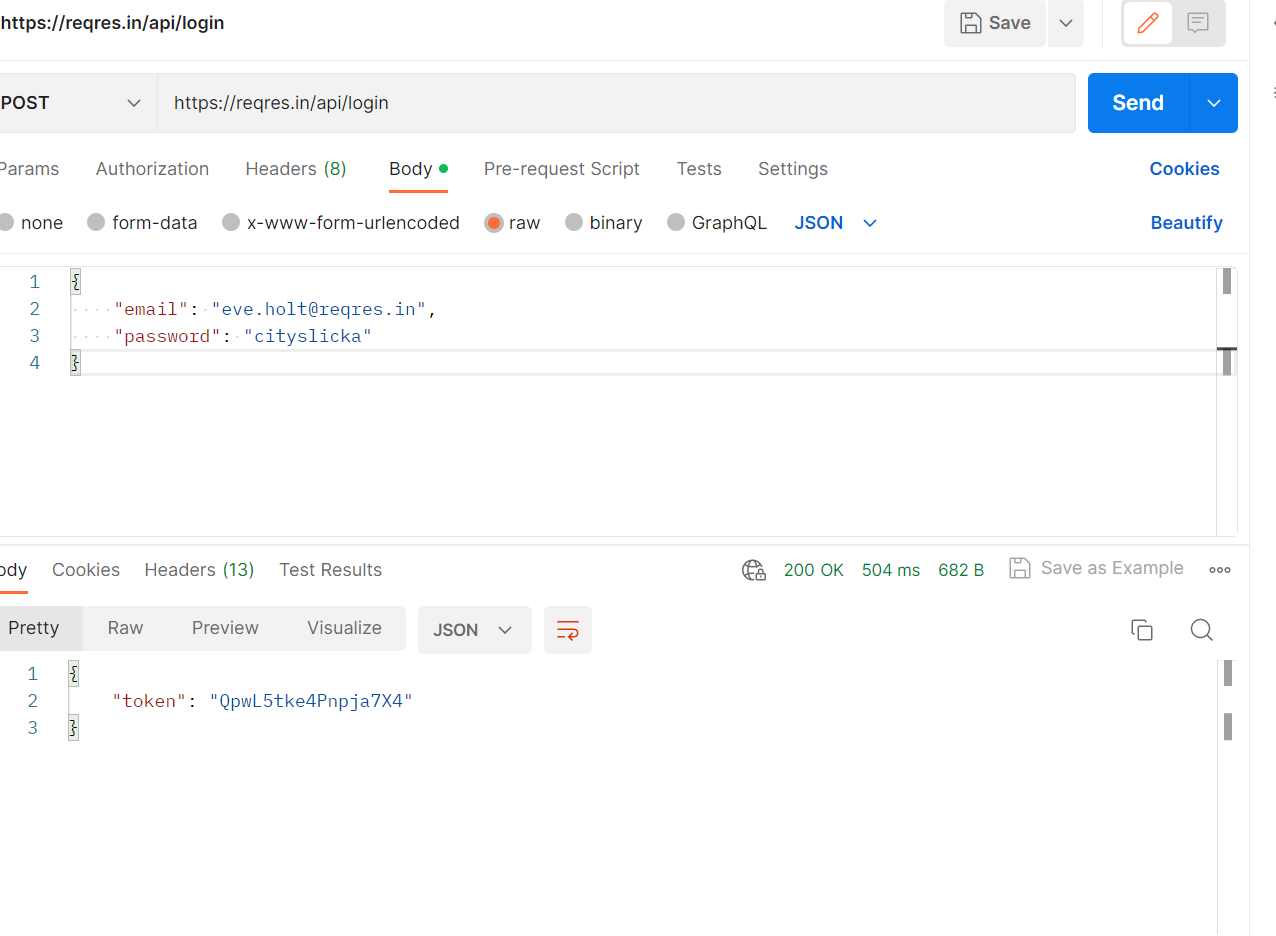 https://reqres.in/api/login
Save
POST
https://reqres.in/api/login
Send
Params Authorization Headers (8) Body Pre-request Script Tests Settings Cookies
none form-data x-www-form-urlencoded raw binary GraphQL JSON Beautify
1 {
2 "email": "eve.holt@reqres.in",
3 "password": "cityslicka"
4 }
ody Cookies Headers (13) Test Results 200 OK 504 ms 682 B Save as Example
Pretty Raw Preview Visualize JSON
1 {
2 "token": "QpwL5tke4Pnpja7X4"
3 }